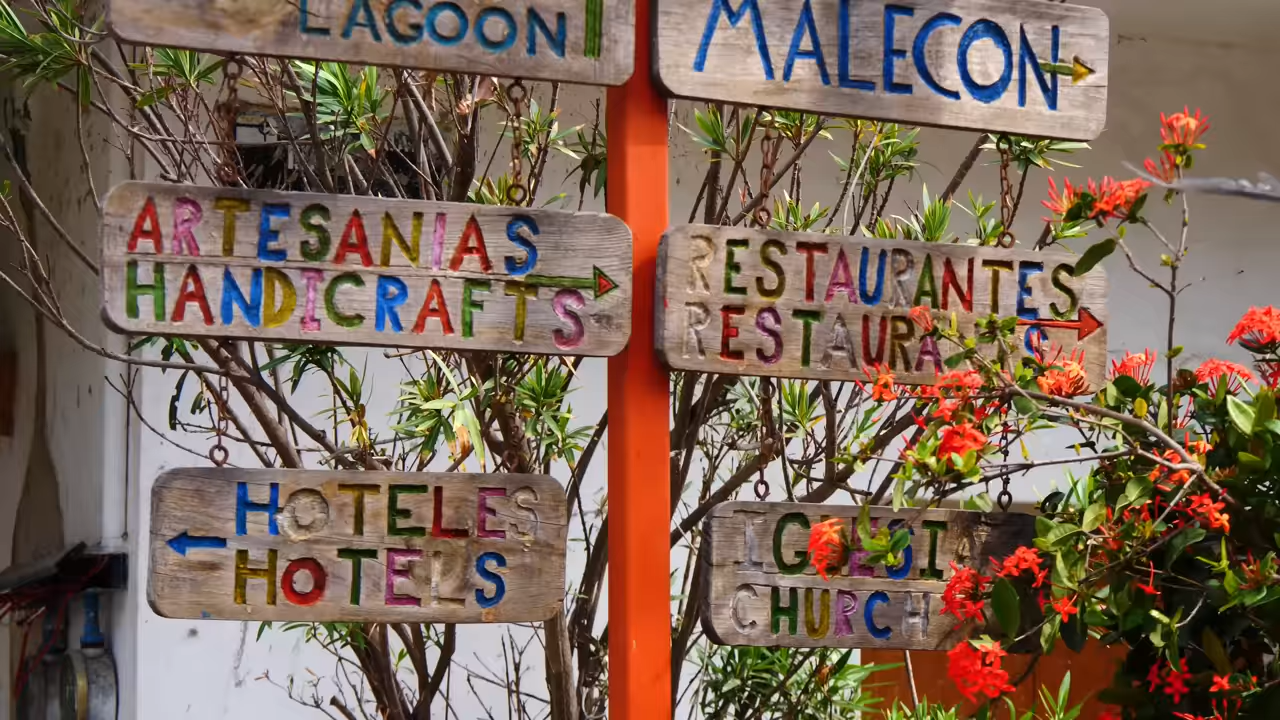 LAGOON
MALECON
ARTESANIAS
HANDICRAFTS
RESTAURANTES
HOTELES
HOTELS
CHURCH